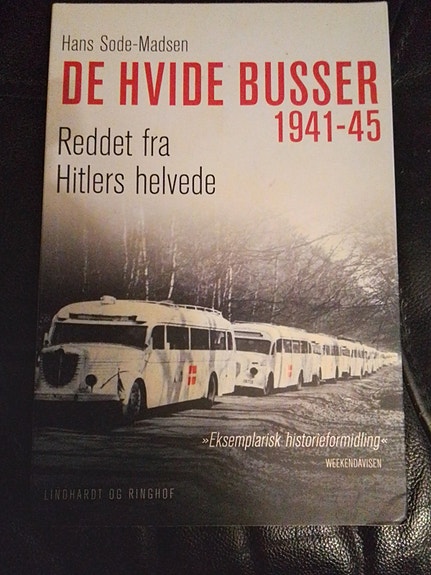 Hans Sode-Madsen
DE HVIDE BUSSER
1941-45
Reddet fra
Hitlers helvede
»Eksemplarisk historieformidling«
WEEKENDAVISEN
LINDHARDT OG RINGHOF